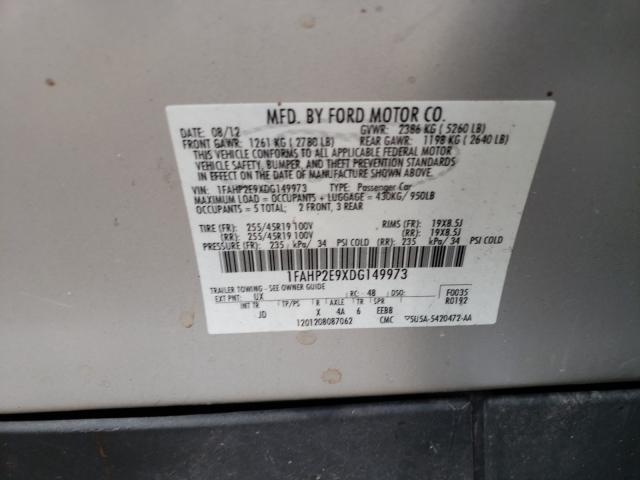 MFD. BY FORD MOTOR CO.
DATE: 08/12 GVWR: 2386 KG ( 5260 LB)
FRONT GAWR: 1261 KG ( 2780 LB) REAR GAWR: 1198 KG ( 2640 LB)
THIS VEHICLE CONFORMS TO ALL APPLICABLE FEDERAL MOTOR
VEHICLE SAFETY, BUMPER, AND THEFT PREVENTION STANDARDS
IN EFFECT ON THE DATE OF MANUFACTURE SHOWN ABOVE.
VIN: 1FAHP2E9XDG149973 TYPE: Passenger Car
MAXIMUM LOAD = OCCUPANTS + LUGGAGE = 430KG/ 950LB
OCCUPANTS = 5 TOTAL: 2 FRONT, 3 REAR
TIRE (FR): 255/45R19 100V RIMS (FR): 19X8.5J
(RR): 255/45R19 100V (RR): 19X8.5J
PRESSURE (FR) 235 kPa/ 34 PSI COLD (RR) 235 kPa/ 34 PSI COLD
1FAHP2E9XDG149973
TRAILER TOWING - SEE OWNER GUIDE
EXT PNT: UX RC: 48 DSO: F0035
INT TR TP/PS R AXLE TR SPR R0192
JD X 4A 6 EEBB
1201208087062 CMC 5U5A-5420472-AA